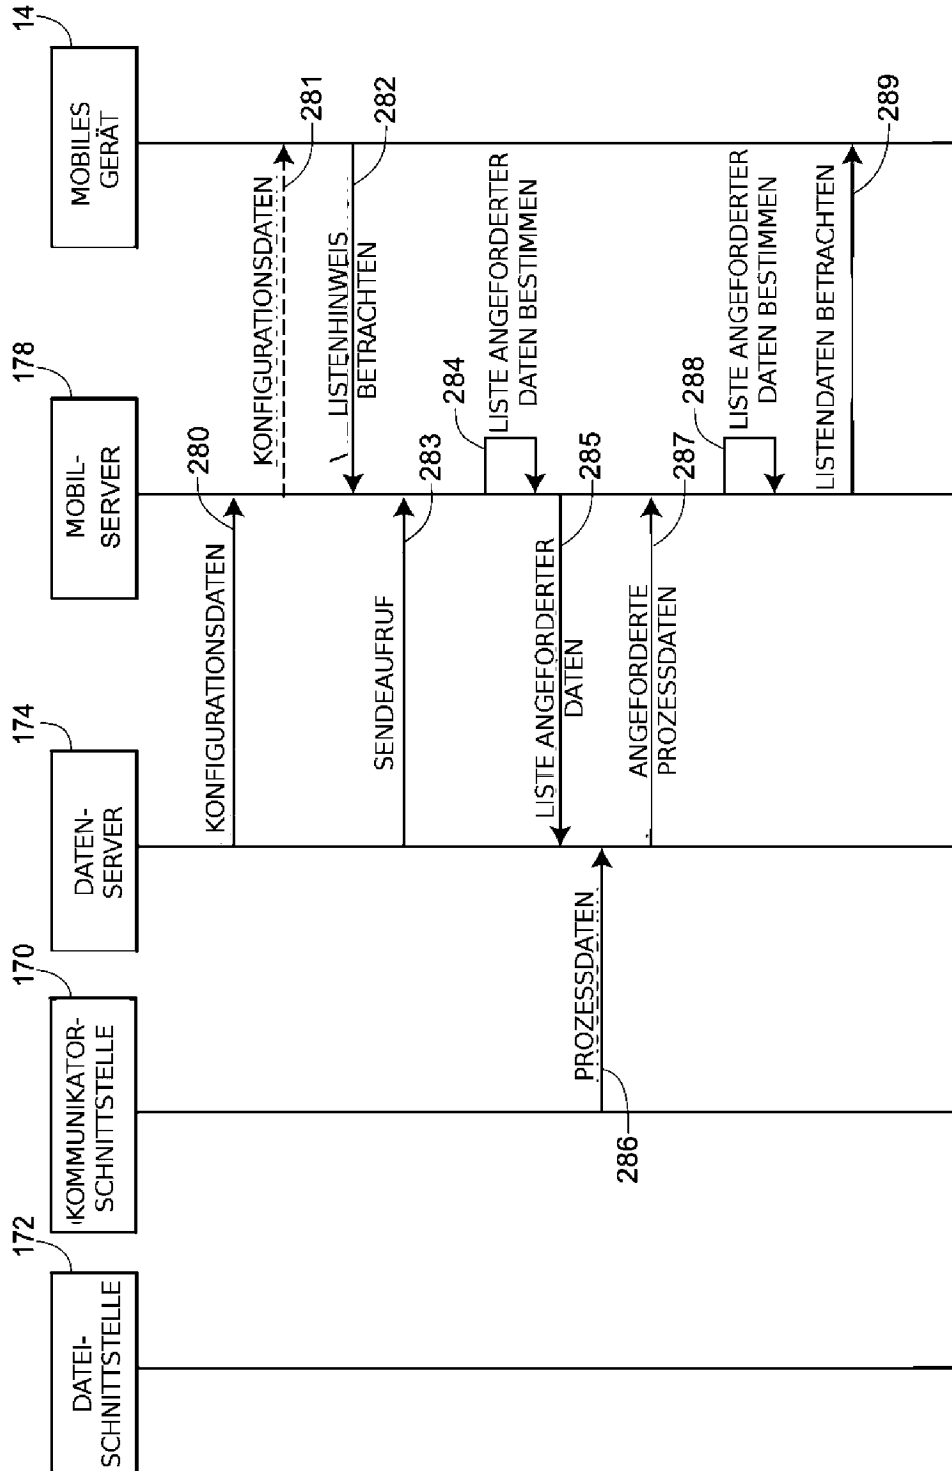 DATEI-
SCHNITTSTELLE
172
KOMMUNIKATOR-
SCHNITTSTELLE
170
DATEN-
SERVER
174
MOBIL-
SERVER
178
MOBILES
GERÄT
14
KONFIGURATIONSDATEN
280
KONFIGURATIONSDATEN
281
LISTENHINWEIS
BETRACHTEN
282
SENDEAUFRUF
283
284
LISTE ANGEFORDERTER
DATEN BESTIMMEN
LISTE ANGEFORDERTER
DATEN
285
PROZESSDATEN
286
ANGEFORDERTE
PROZESSDATEN
287
288
LISTE ANGEFORDERTER
DATEN BESTIMMEN
LISTENDATEN BETRACHTEN
289